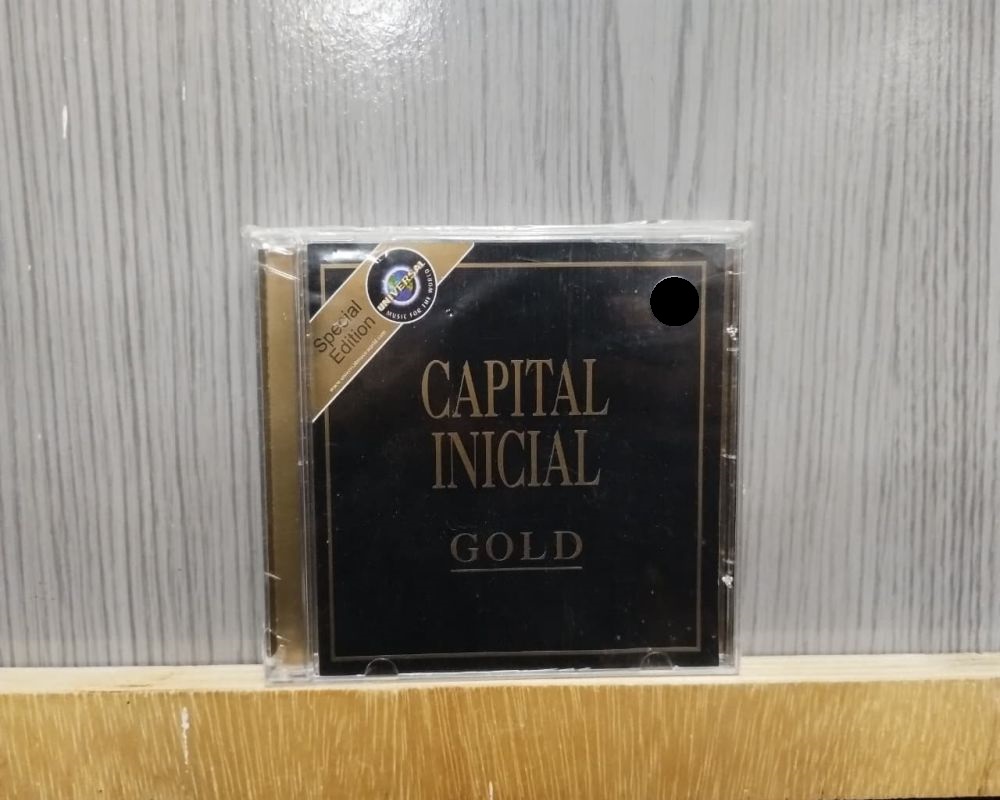 Special
Edition
UNIVERSAL
MUSIC FOR THE WORLD
CAPITAL
INICIAL
GOLD